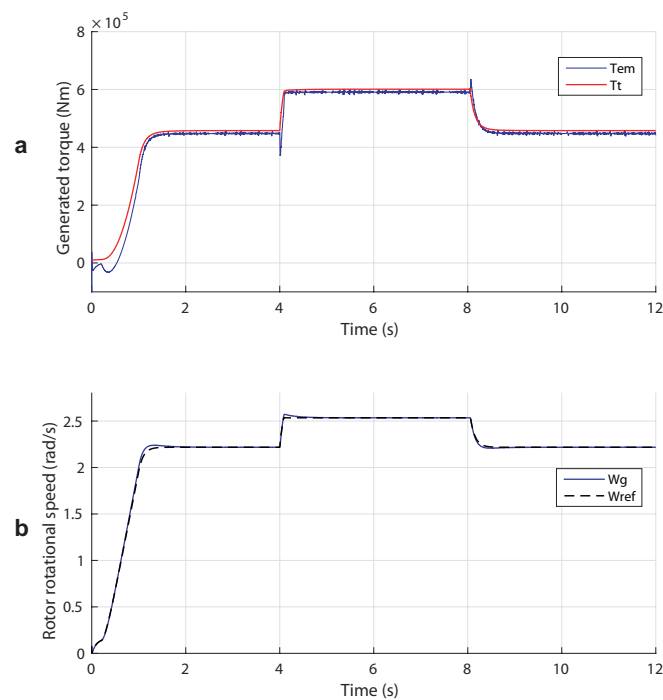 × 10⁵
8
6
4
2
0
Generated torque (Nm)
a
Tem
Tt
0 2 4 6 8 10 12
Time (s)
2.5
2
1.5
1
0.5
0
Rotor rotational speed (rad/s)
b
Wg
Wref
0 2 4 6 8 10 12
Time (s)